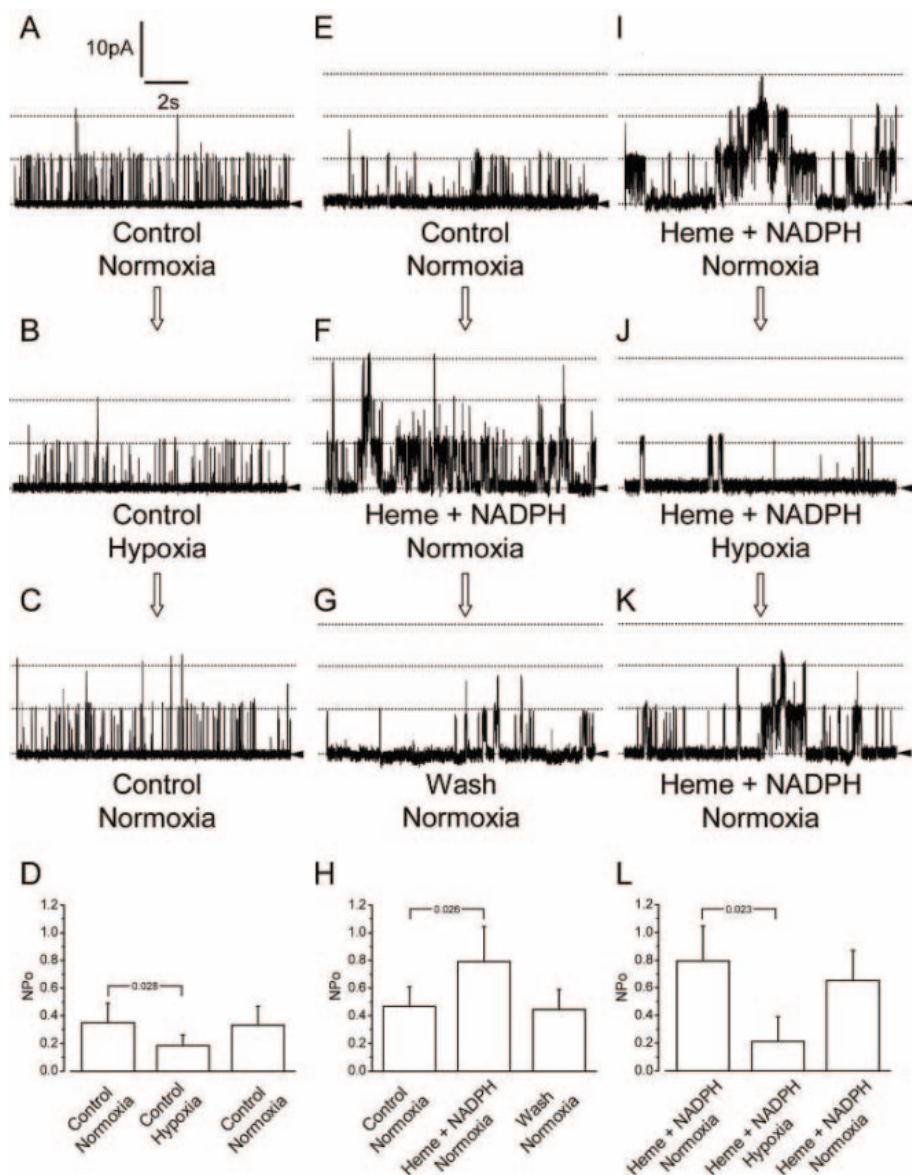 A
10pA
2s
Control
Normoxia
B
Control
Hypoxia
C
Control
Normoxia
D
NPo
1.2
1.0
0.8
0.6
0.4
0.2
0.0
0.028
Control
Normoxia
Control
Hypoxia
Control
Normoxia
E
Control
Normoxia
F
Heme + NADPH
Normoxia
G
Wash
Normoxia
H
NPo
1.2
1.0
0.8
0.6
0.4
0.2
0.0
0.026
Control
Normoxia
Heme + NADPH
Normoxia
Wash
Normoxia
I
Heme + NADPH
Normoxia
J
Heme + NADPH
Hypoxia
K
Heme + NADPH
Normoxia
L
NPo
1.2
1.0
0.8
0.6
0.4
0.2
0.0
0.023
Heme + NADPH
Normoxia
Heme + NADPH
Hypoxia
Heme + NADPH
Normoxia